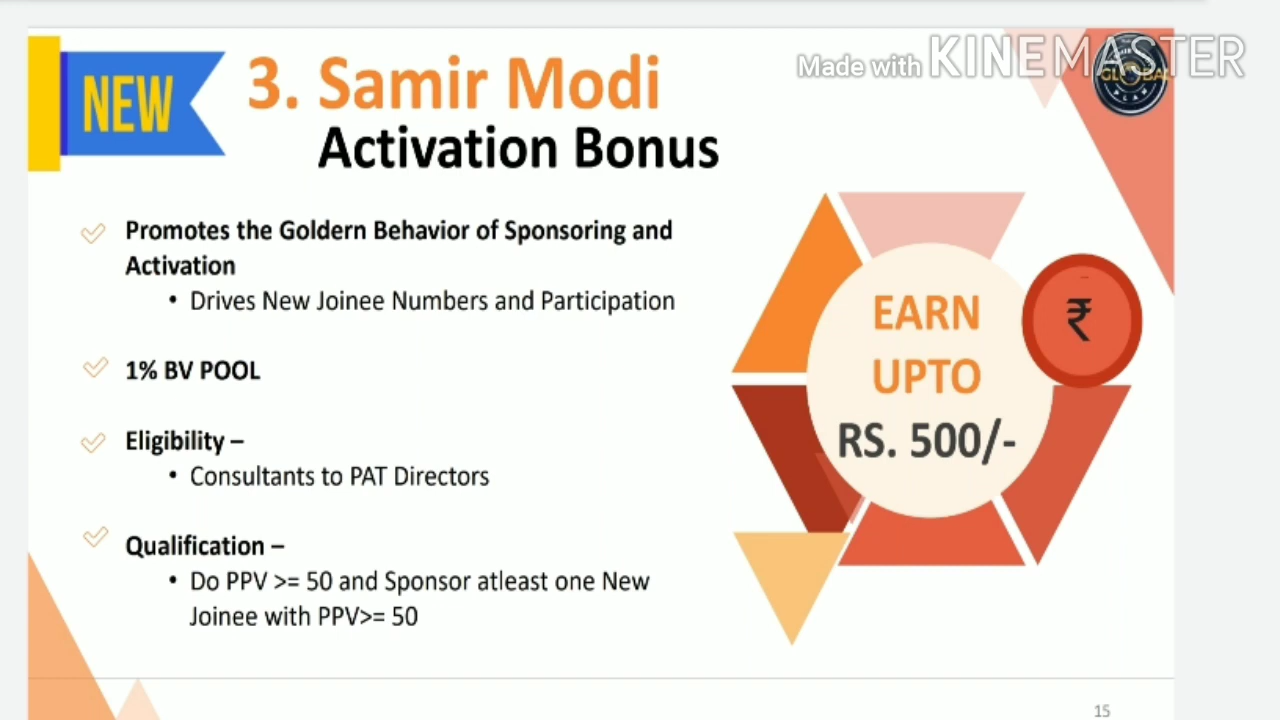 NEW
3. Samir Modi
Activation Bonus
Made with KINEMASTER
GLOBAL
PLAN
Promotes the Goldern Behavior of Sponsoring and
Activation
• Drives New Joinee Numbers and Participation
1% BV POOL
Eligibility –
• Consultants to PAT Directors
Qualification –
• Do PPV >= 50 and Sponsor atleast one New
Joinee with PPV>= 50
EARN
UPTO
RS. 500/-
₹
15